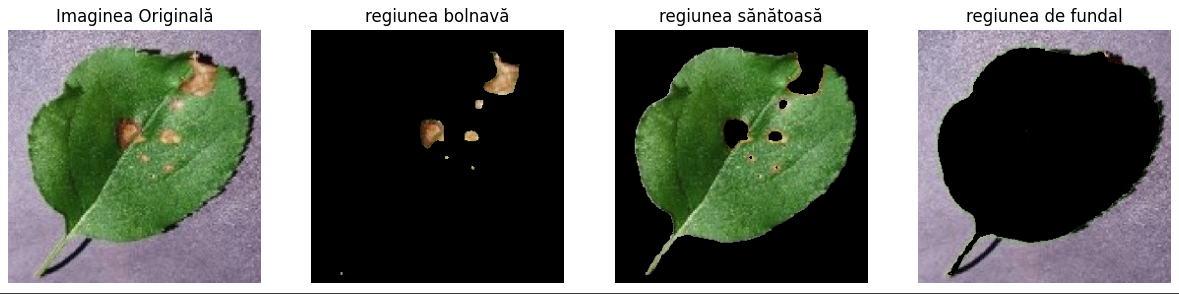 Imaginea Originală
regiunea bolnavă
regiunea sănătoasă
regiunea de fundal